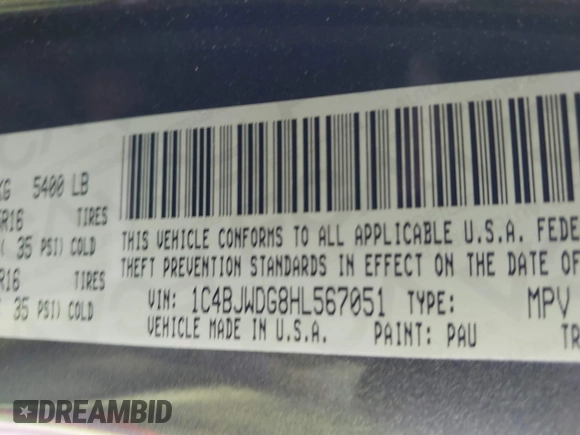 KG 5400 LB
R16 TIRES
35 PSI) COLD
R16 TIRES
35 PSI) COLD
THIS VEHICLE CONFORMS TO ALL APPLICABLE U.S.A. FEDE
THEFT PREVENTION STANDARDS IN EFFECT ON THE DATE OF
VIN: 1C4BJWDG8HL567051 TYPE: MPV
VEHICLE MADE IN U.S.A. PAINT: PAU TR
DREAMBID